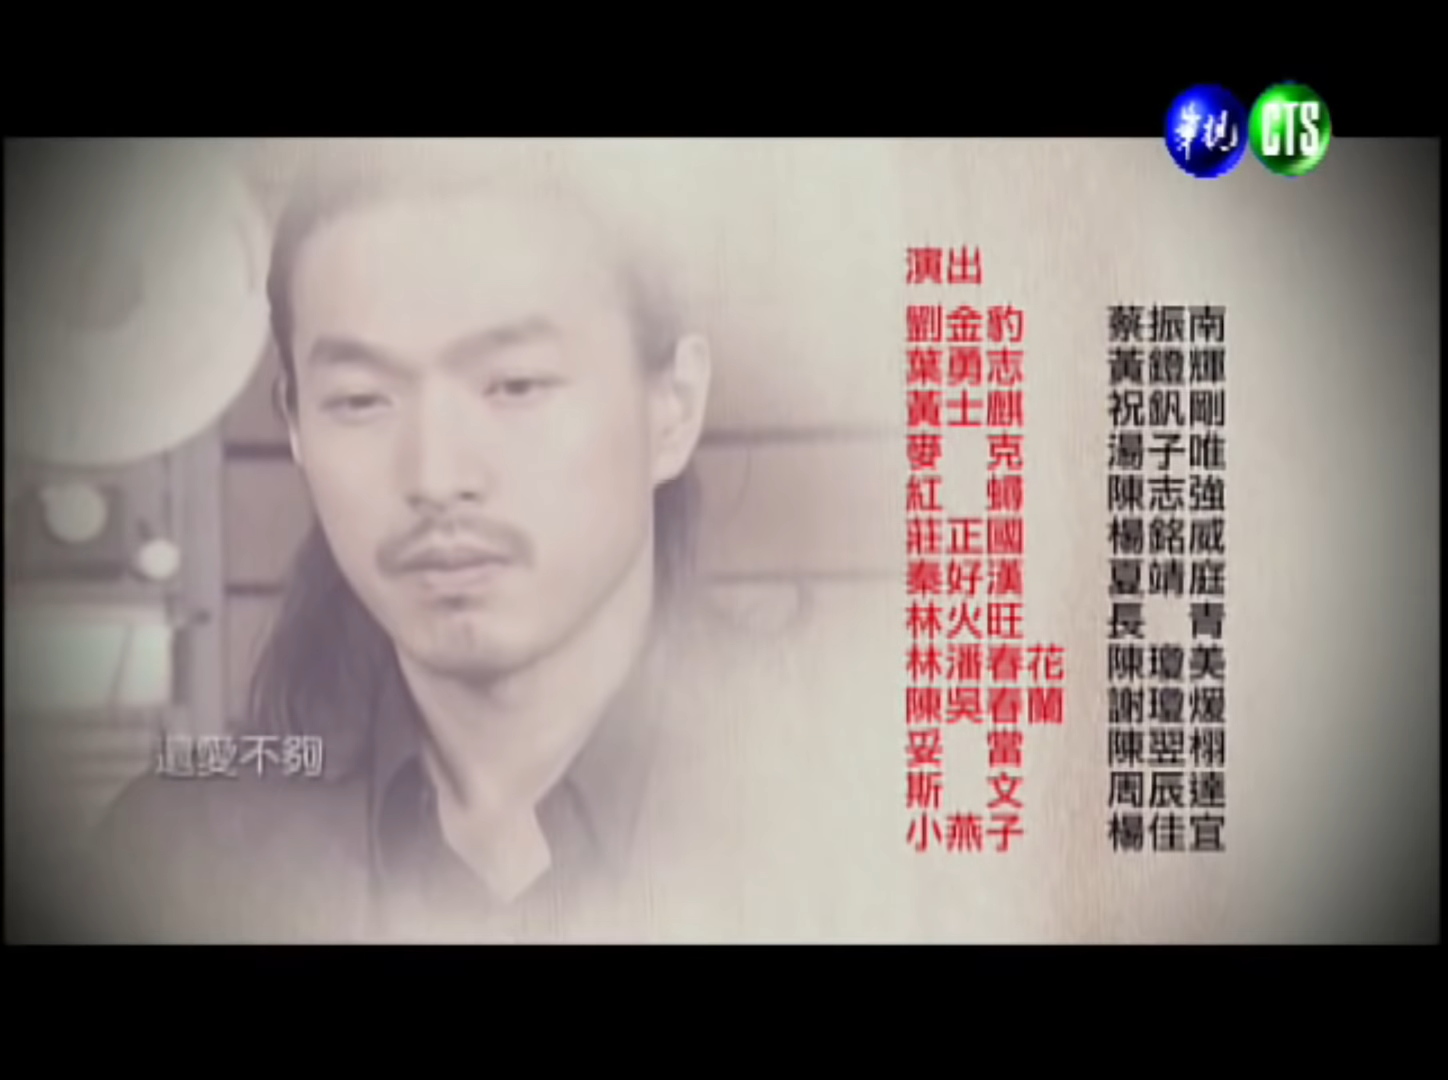 華視 CTS
演出
劉金豹 蔡振南
葉勇志 黃鐙輝
黃士麒 祝釩剛
麥 克 湯子唯
紅 蟳 陳志強
莊正國 楊銘威
秦好漢 夏靖庭
林火旺 長 青
林潘春花 陳瓊美
陳吳春蘭 謝瓊煖
妥 當 陳翌栩
斯 文 周辰達
小燕子 楊佳宜
還愛不夠